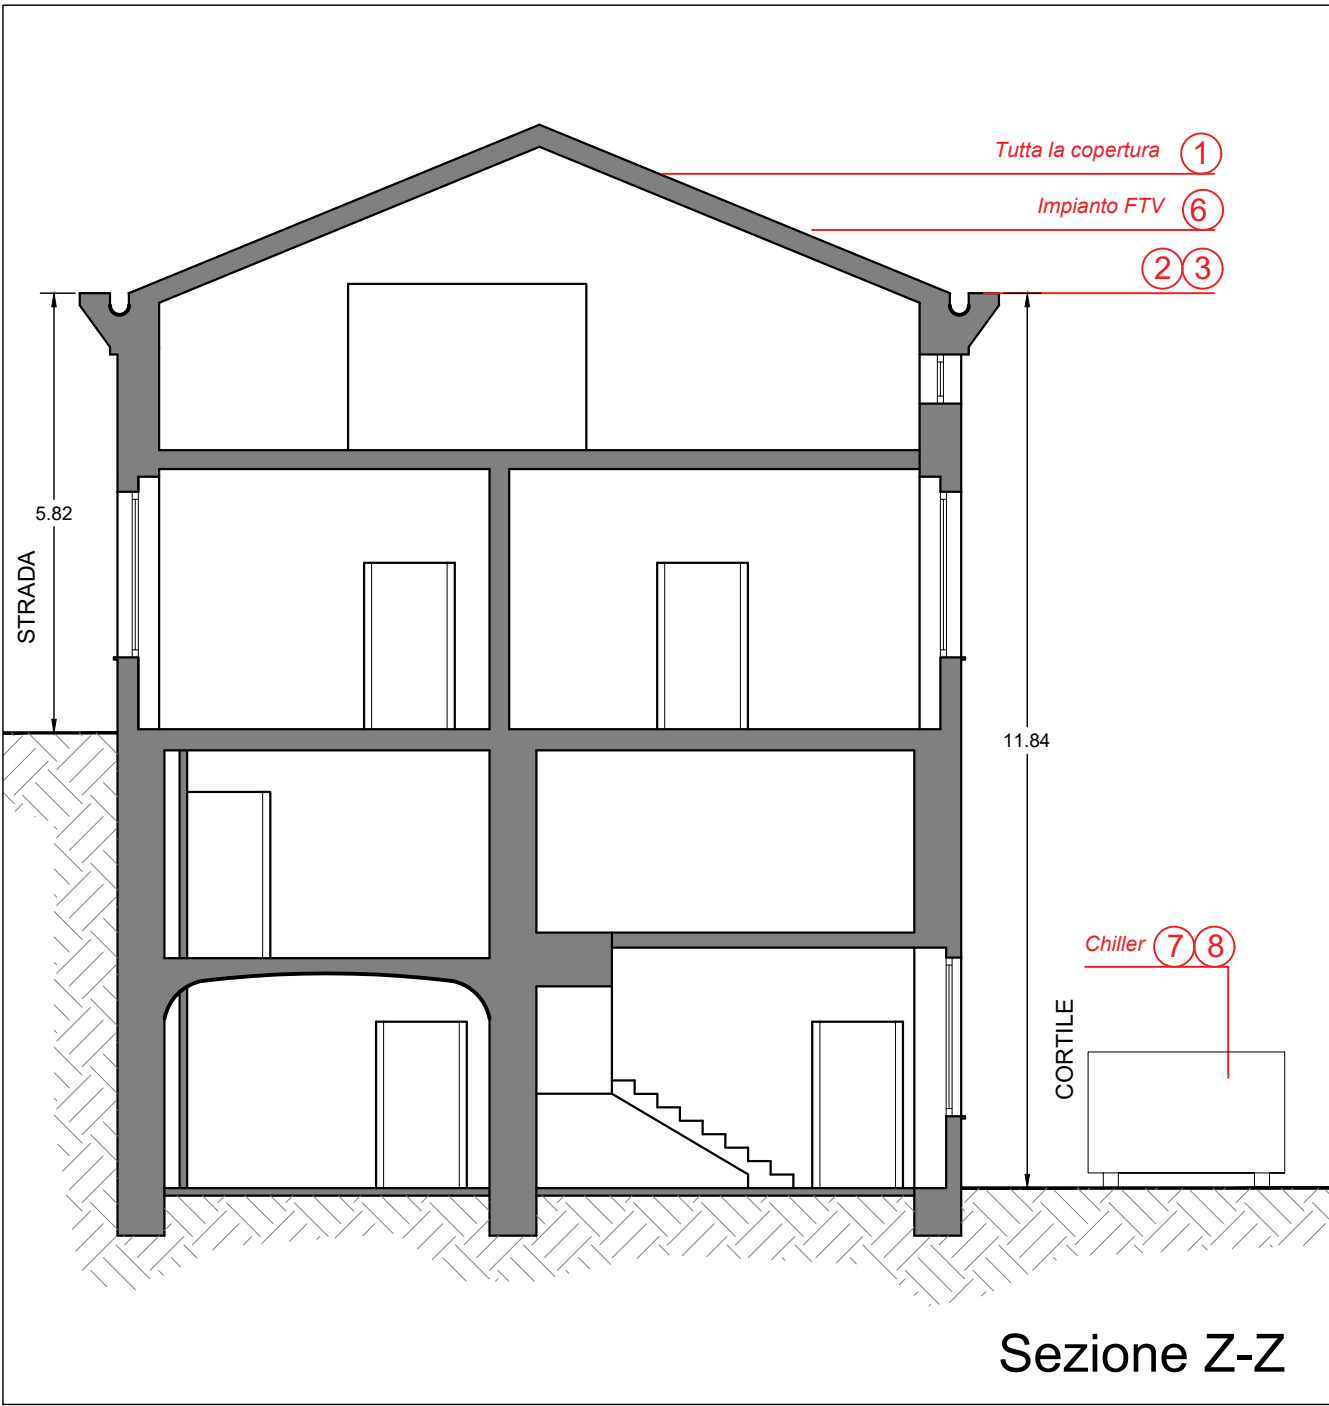 Tutta la copertura 1
Impianto FTV 6
2 3
5.82
STRADA
11.84
Chiller 7 8
CORTILE
Sezione Z-Z